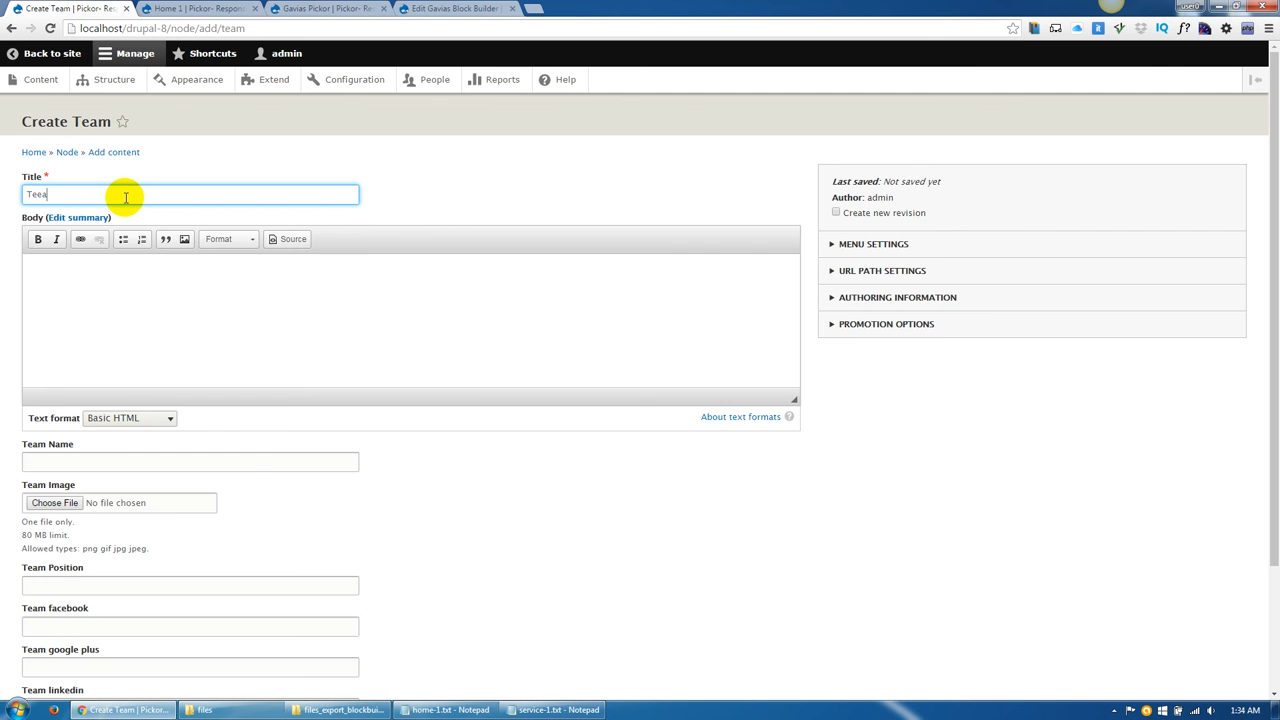 Create Team | Pickor- Res
Home 1 | Pickor- Respon
Gavias Pickor | Pickor- Re
Edit Gavias Block Builder |
user0
localhost/drupal-8/node/add/team
Back to site
Manage
Shortcuts
admin
Content
Structure
Appearance
Extend
Configuration
People
Reports
Help
Create Team
Home » Node » Add content
Title *
Teea
Body (Edit summary)
B I
Format
Source
Text format Basic HTML
About text formats
Team Name
Team Image
Choose File No file chosen
One file only.
80 MB limit.
Allowed types: png gif jpg jpeg.
Team Position
Team facebook
Team google plus
Team linkedin
Last saved: Not saved yet
Author: admin
Create new revision
MENU SETTINGS
URL PATH SETTINGS
AUTHORING INFORMATION
PROMOTION OPTIONS
Create Team | Pickor...
files
files_export_blockbui...
home-1.txt - Notepad
service-1.txt - Notepad
1:34 AM